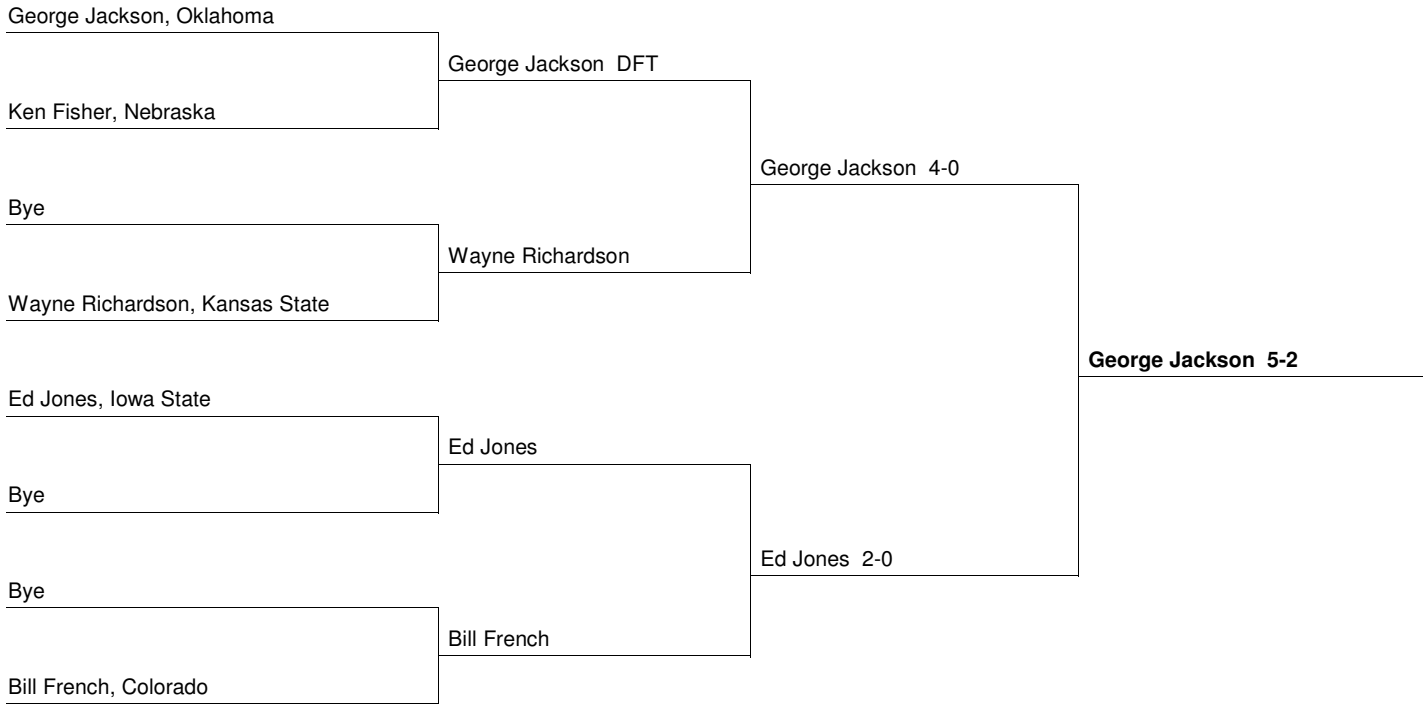 George Jackson, Oklahoma
George Jackson  DFT
Ken Fisher, Nebraska
George Jackson  4-0
Bye
Wayne Richardson
Wayne Richardson, Kansas State
George Jackson  5-2
Ed Jones, Iowa State
Ed Jones
Bye
Ed Jones  2-0
Bye
Bill French
Bill French, Colorado